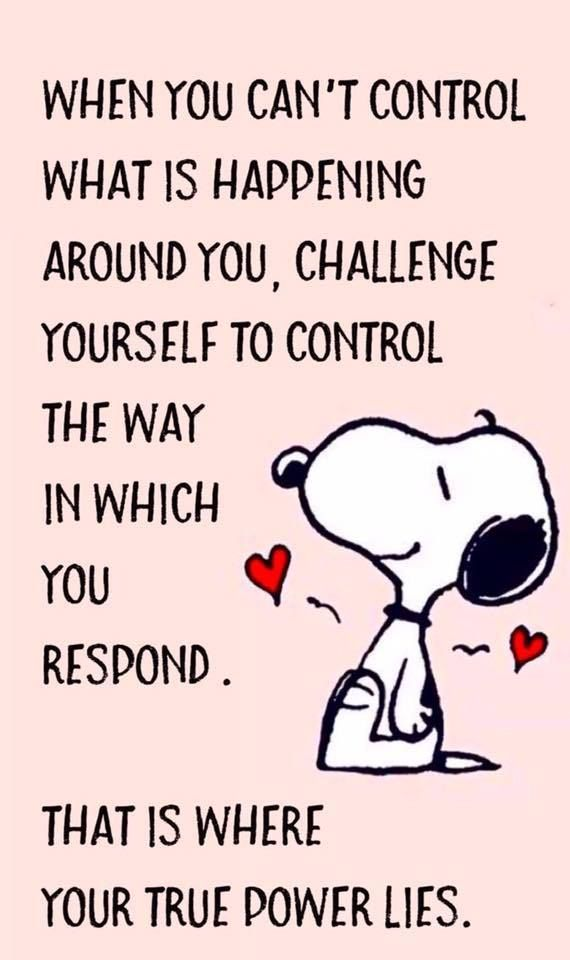 WHEN YOU CAN'T CONTROL
WHAT IS HAPPENING
AROUND YOU, CHALLENGE
YOURSELF TO CONTROL
THE WAY
IN WHICH
YOU
RESPOND.
THAT IS WHERE
YOUR TRUE POWER LIES.